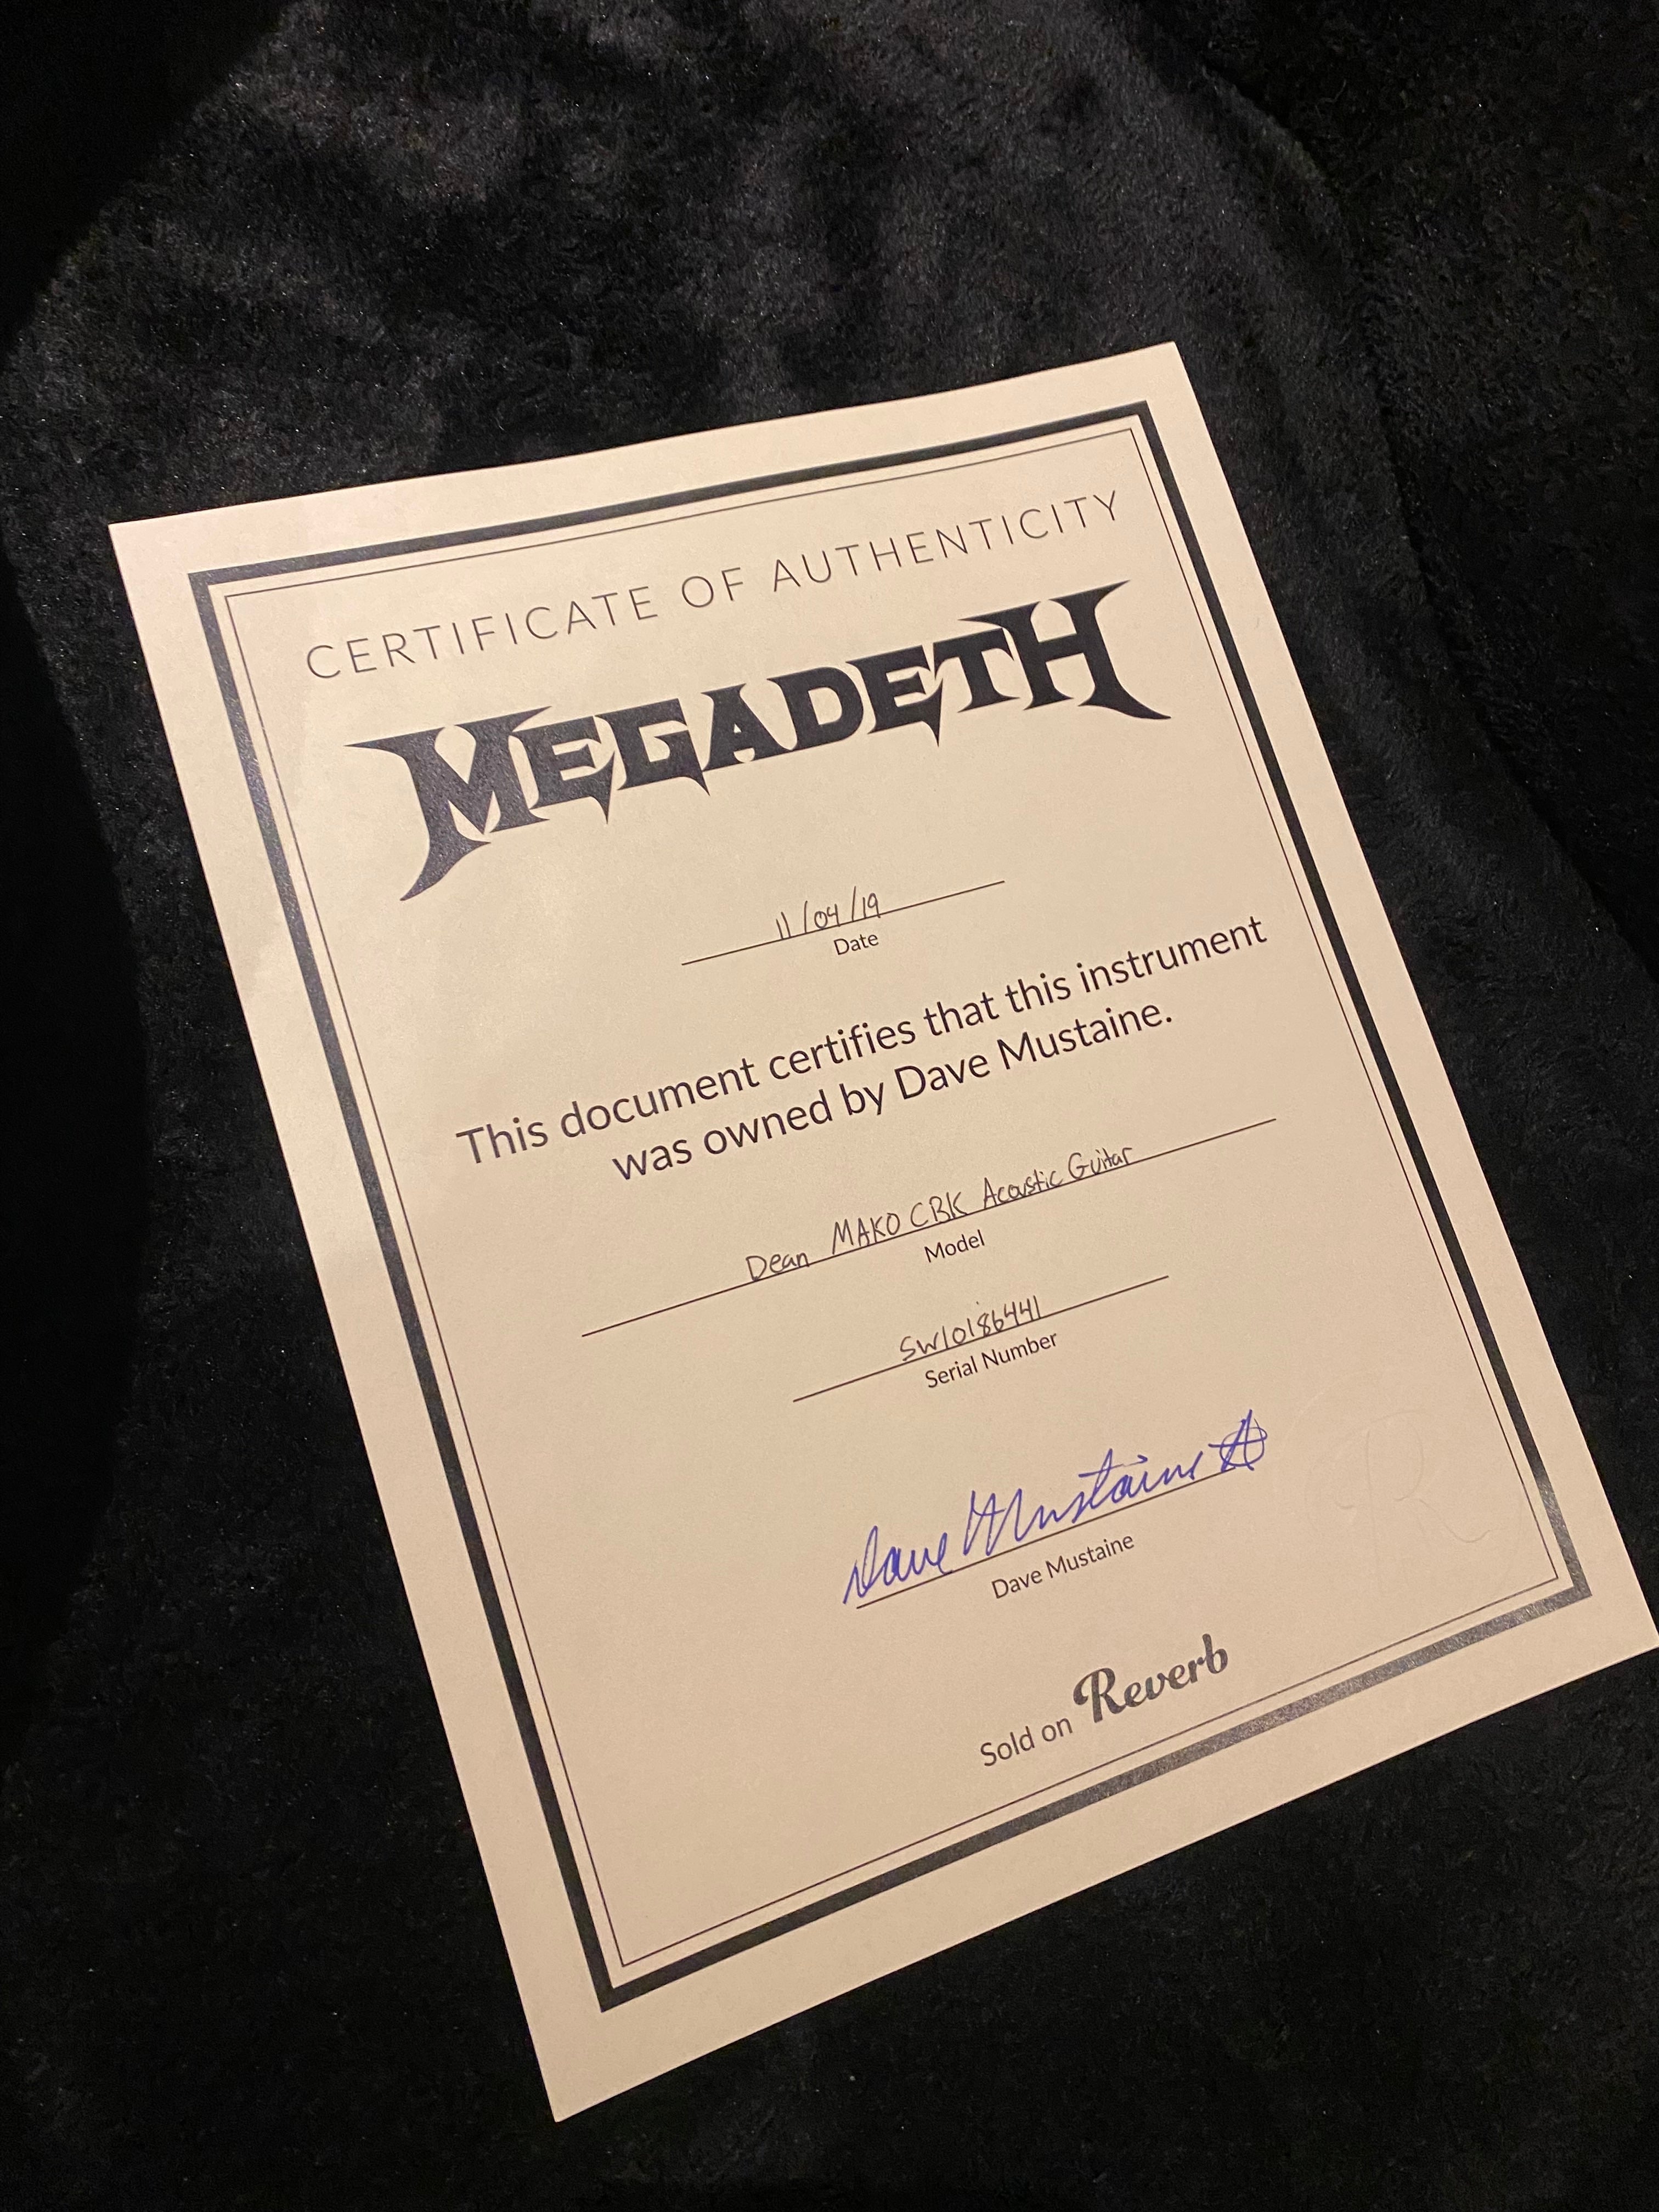 CERTIFICATE OF AUTHENTICITY
MEGADETH
11/04/19
Date
This document certifies that this instrument
was owned by Dave Mustaine.
Dean MAKO CBK Acoustic Guitar
Model
SW10186441
Serial Number
Dave Mustaine
Dave Mustaine
Sold on Reverb
R